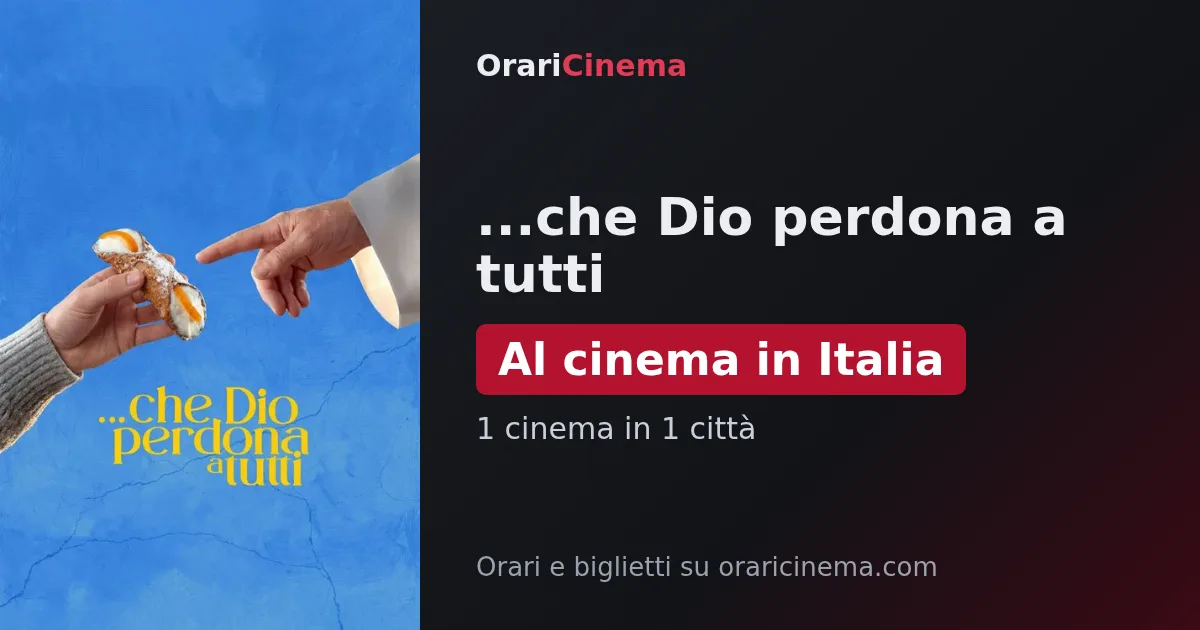 ...che Dio
perdona
a tutti
OrariCinema
...che Dio perdona a
tutti
Al cinema in Italia
1 cinema in 1 città
Orari e biglietti su oraricinema.com